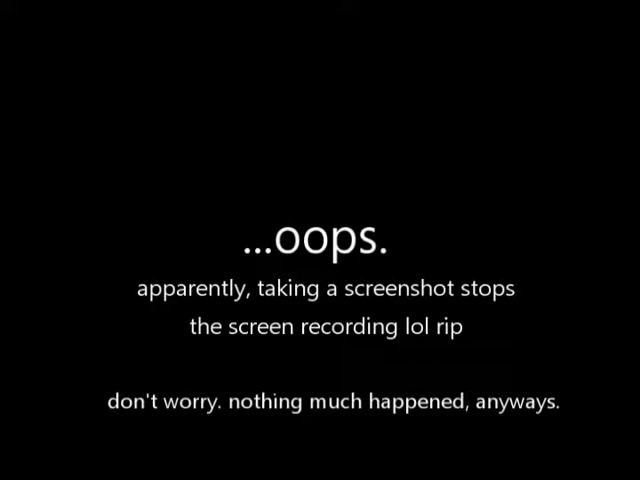 ...oops.
apparently, taking a screenshot stops
the screen recording lol rip
don't worry. nothing much happened, anyways.